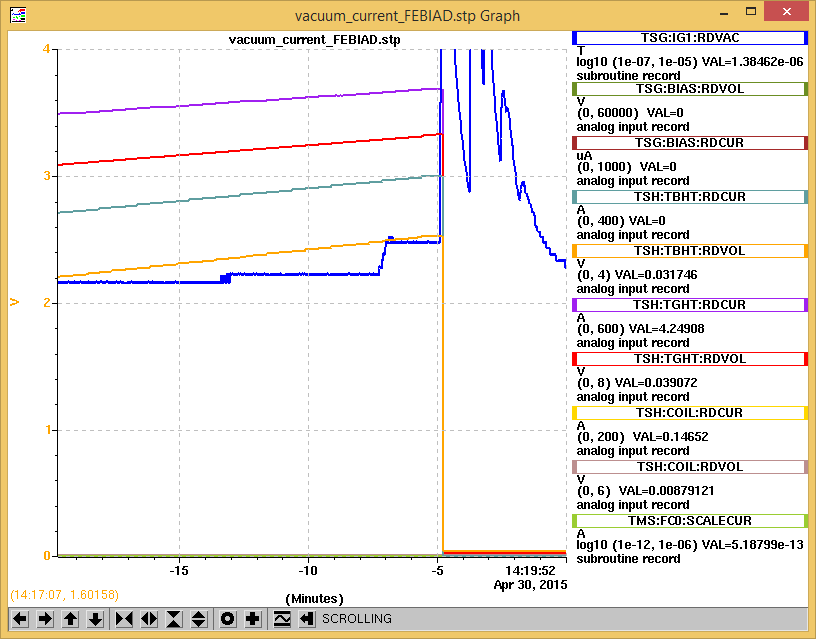 vacuum_current_FEBIAD.stp Graph
vacuum_current_FEBIAD.stp
4
3
2
1
0
V
-15
-10
-5
14:19:52
Apr 30, 2015
(14:17:07, 1.60158)
(Minutes)
TSG:IG1:RDVAC
T
log10 (1e-07, 1e-05) VAL=1.38462e-06
subroutine record
TSG:BIAS:RDVOL
V
(0, 60000) VAL=0
analog input record
TSG:BIAS:RDCUR
uA
(0, 1000) VAL=0
analog input record
TSH:TBHT:RDCUR
A
(0, 400) VAL=0
analog input record
TSH:TBHT:RDVOL
V
(0, 4) VAL=0.031746
analog input record
TSH:TGHT:RDCUR
A
(0, 600) VAL=4.24908
analog input record
TSH:TGHT:RDVOL
V
(0, 8) VAL=0.039072
analog input record
TSH:COIL:RDCUR
A
(0, 200) VAL=0.14652
analog input record
TSH:COIL:RDVOL
V
(0, 6) VAL=0.00879121
analog input record
TMS:FC0:SCALECUR
A
log10 (1e-12, 1e-06) VAL=5.18799e-13
subroutine record
SCROLLING